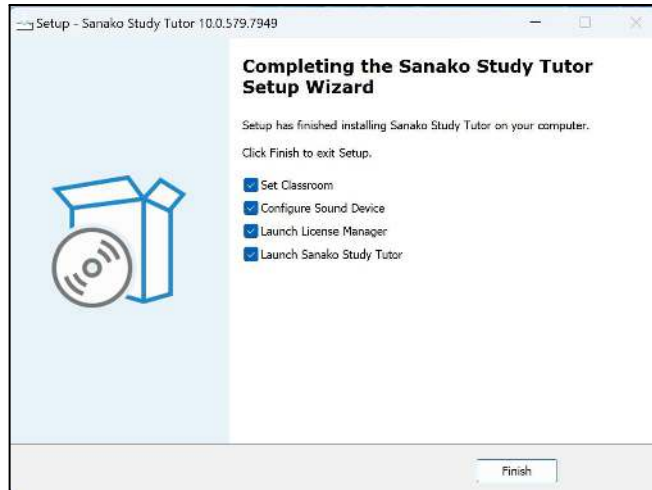 Setup - Sanako Study Tutor 10.0.579.7949
Completing the Sanako Study Tutor
Setup Wizard
Setup has finished installing Sanako Study Tutor on your computer.
Click Finish to exit Setup.
Set Classroom
Configure Sound Device
Launch License Manager
Launch Sanako Study Tutor
Finish